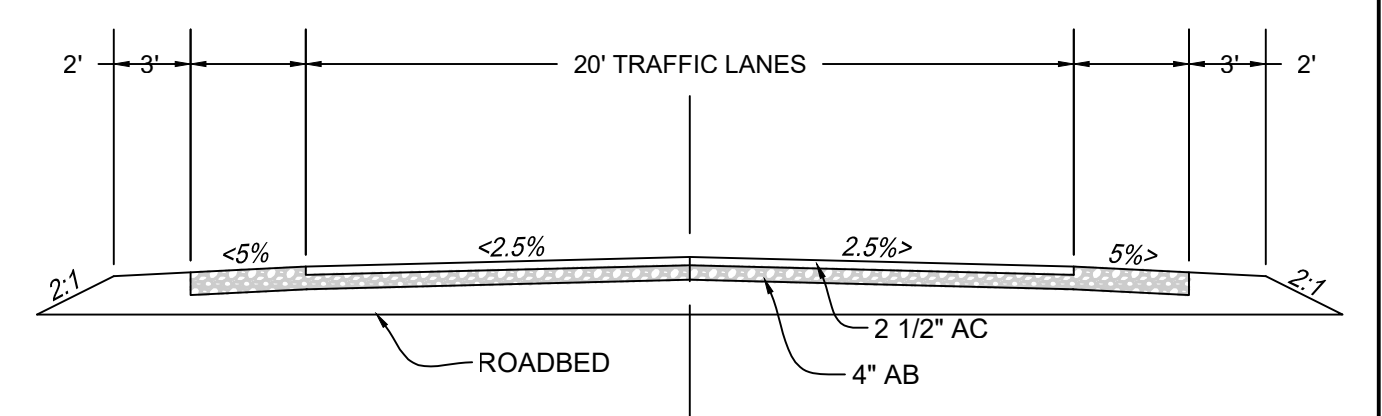 2' 3' 20' TRAFFIC LANES 3' 2'
2:1 <5% <2.5% 2.5%> 5%> 2:1
2 1/2" AC
ROADBED
4" AB